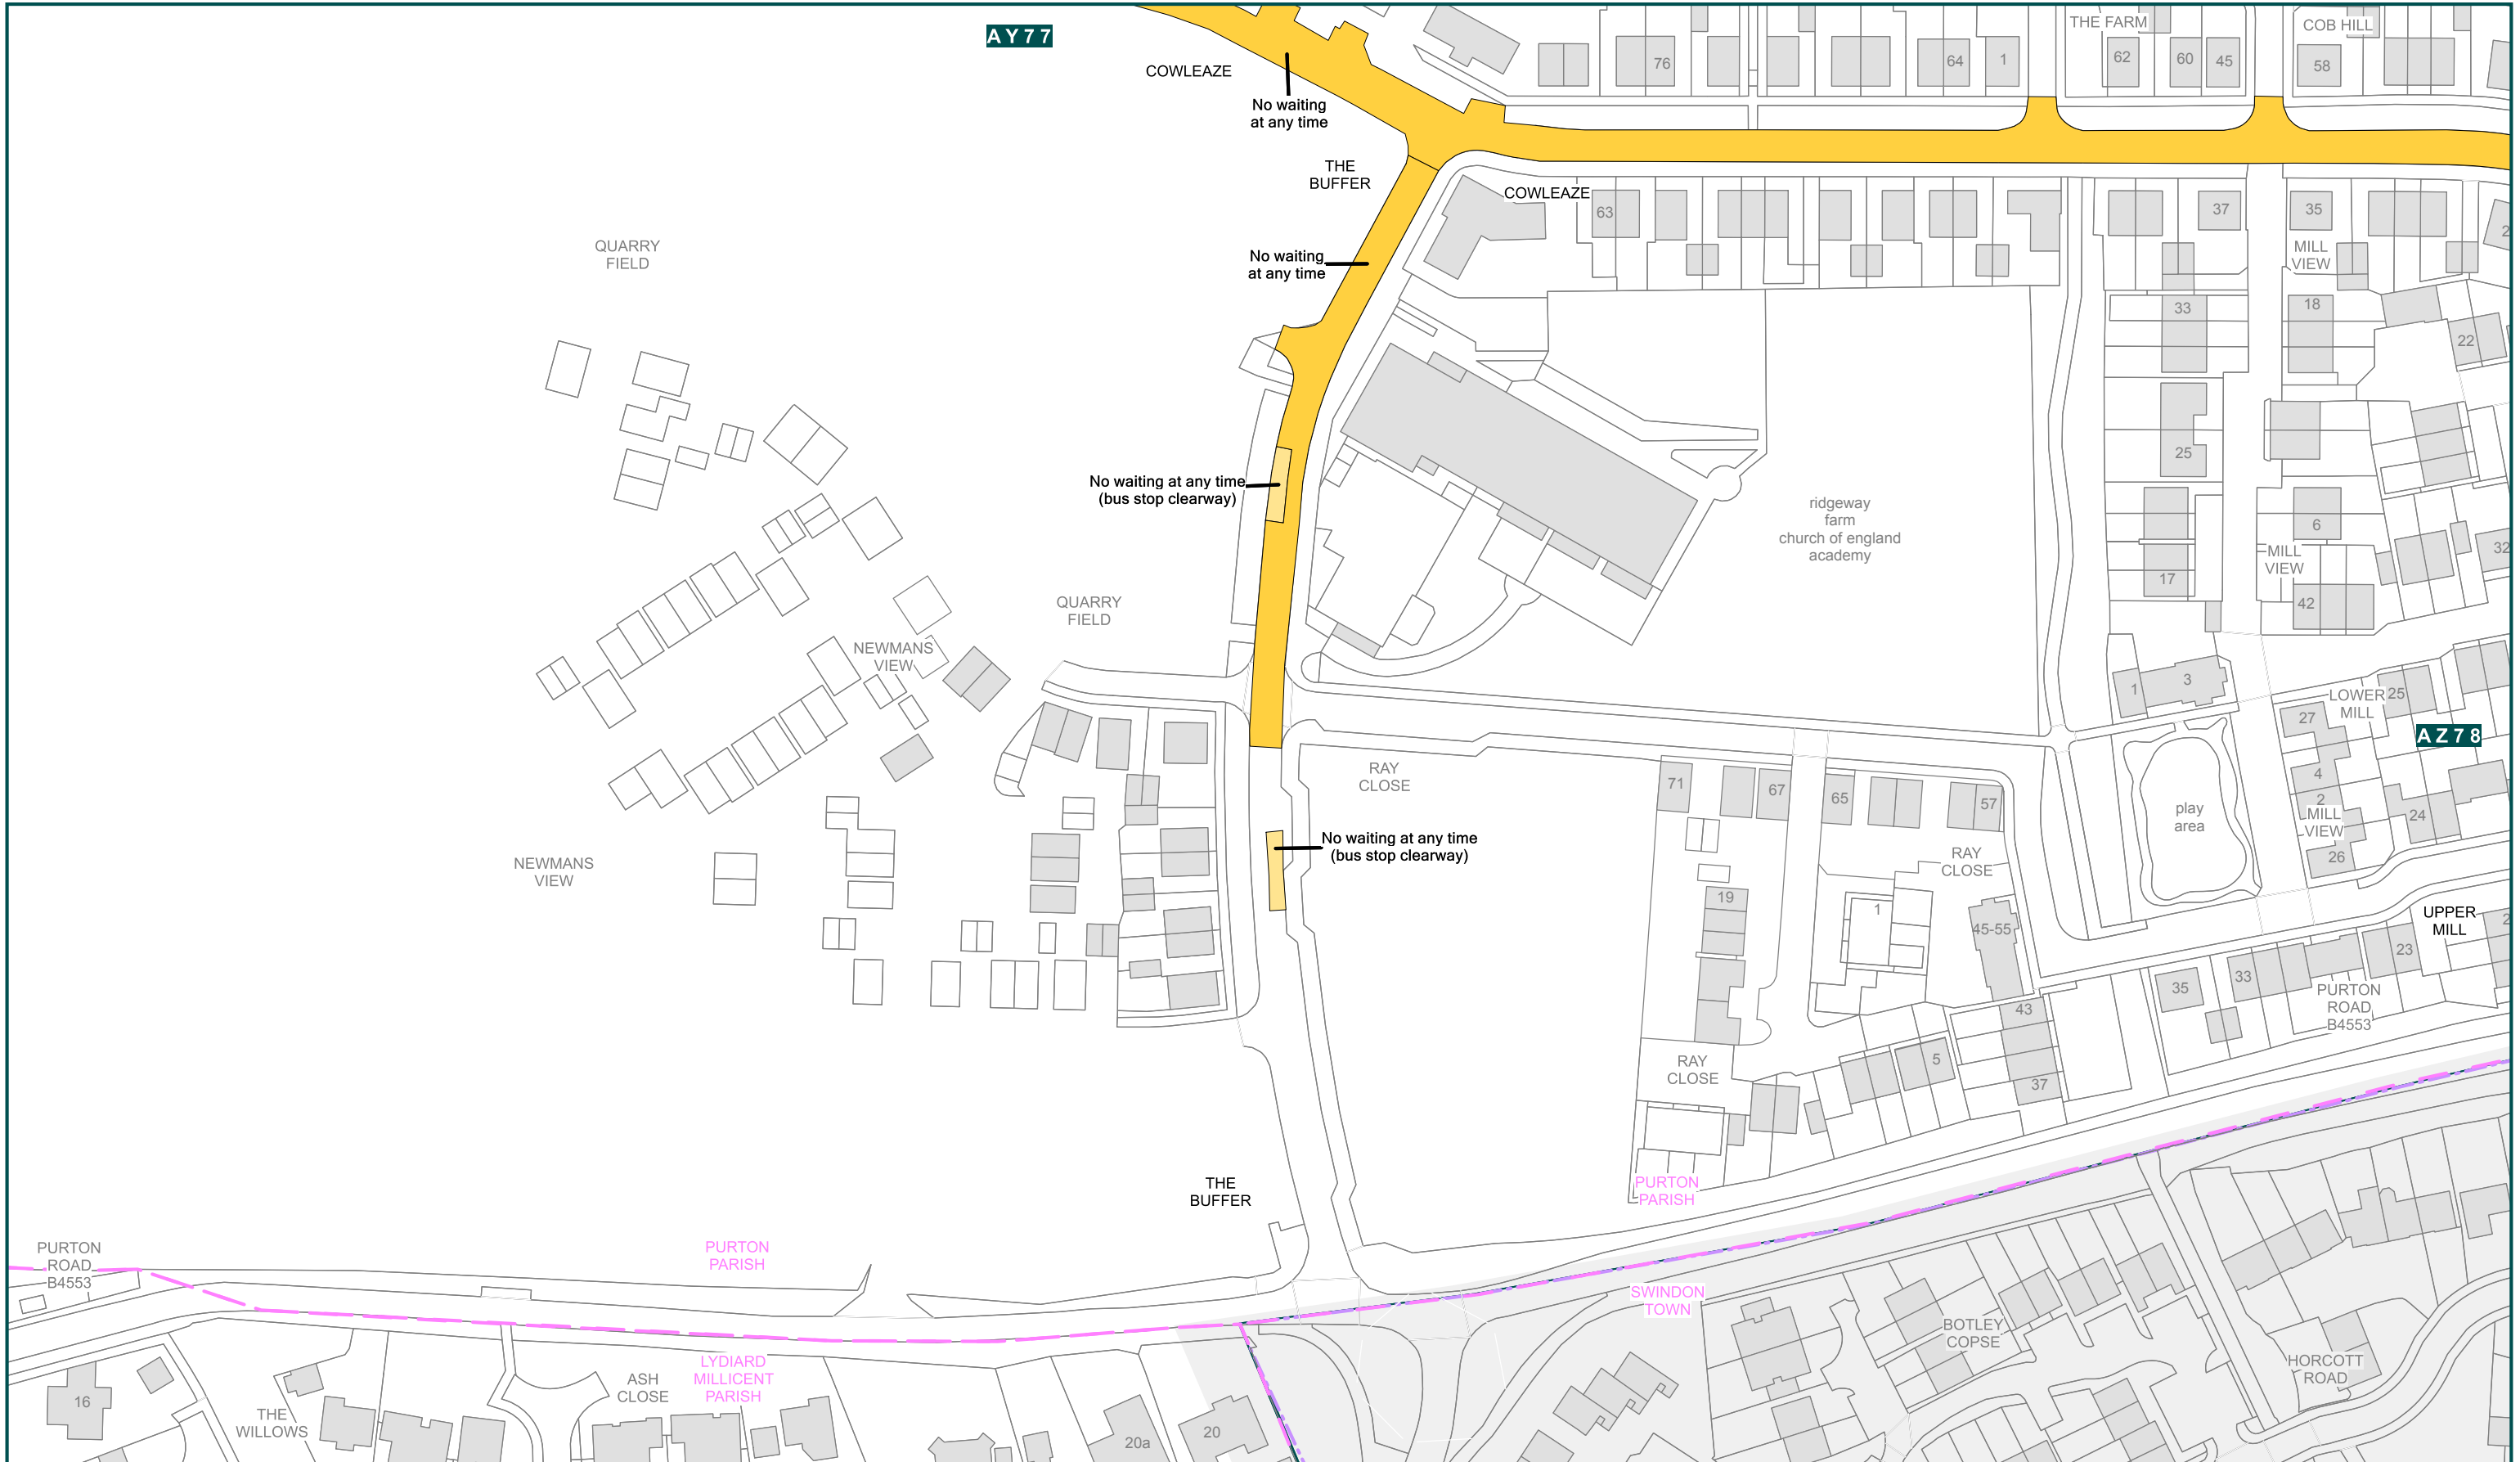 AY77
THE FARM
COB HILL
COWLEAZE
76
64
1
62
60
45
58
No waiting
at any time
THE
BUFFER
COWLEAZE
63
37
35
2
QUARRY
FIELD
No waiting
at any time
MILL
VIEW
33
18
22
25
No waiting at any time
(bus stop clearway)
ridgeway
farm
church of england
academy
6
32
MILL
VIEW
17
42
QUARRY
FIELD
NEWMANS
VIEW
1
3
LOWER
MILL
25
27
AZ78
RAY
CLOSE
71
67
65
57
4
2
play
area
MILL
VIEW
24
26
No waiting at any time
(bus stop clearway)
NEWMANS
VIEW
RAY
CLOSE
19
1
45-55
UPPER
MILL
2
23
33
35
PURTON
ROAD
B4553
43
5
37
RAY
CLOSE
PURTON
PARISH
THE
BUFFER
PURTON
ROAD
B4553
PURTON
PARISH
SWINDON
TOWN
BOTLEY
COPSE
HORCOTT
ROAD
LYDIARD
MILLICENT
PARISH
ASH
CLOSE
16
THE
WILLOWS
20a
20